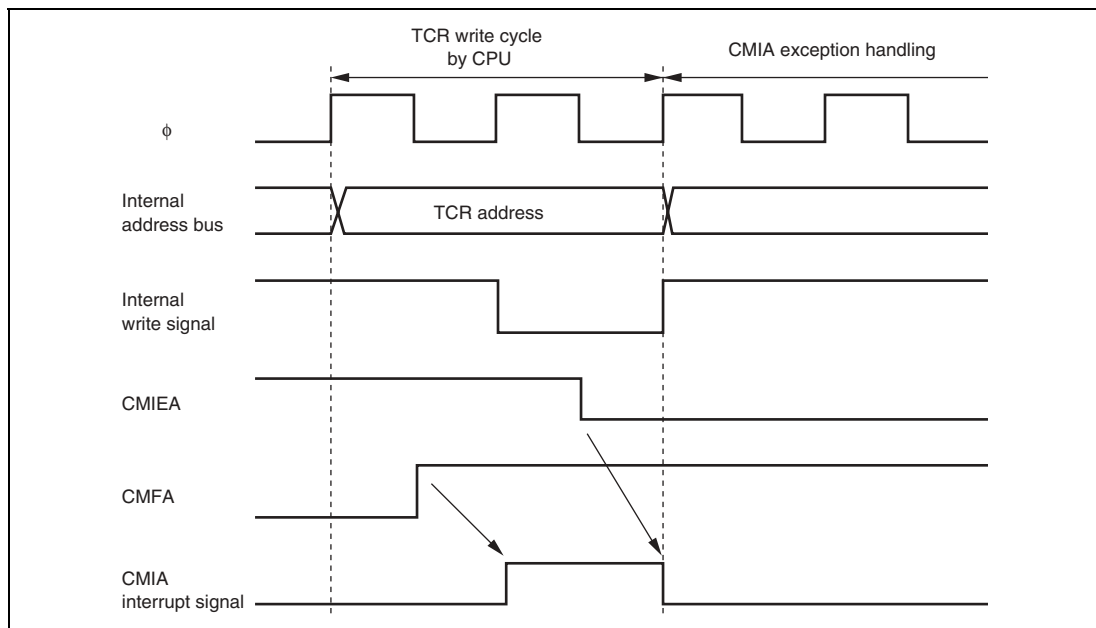 TCR write cycle
by CPU
CMIA exception handling
ϕ
Internal
address bus
TCR address
Internal
write signal
CMIEA
CMFA
CMIA
interrupt signal